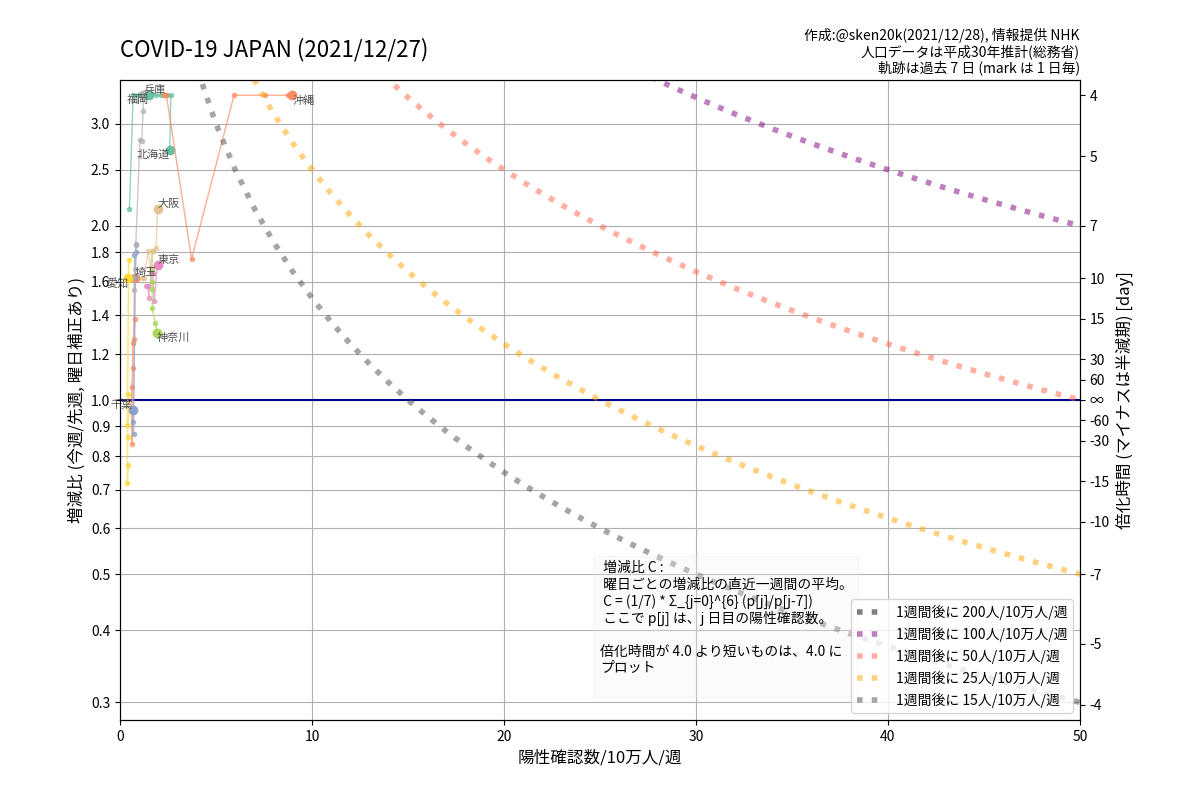 COVID-19 JAPAN (2021/12/27)
作成:@sken20k(2021/12/28), 情報提供 NHK
人口データは平成30年推計(総務省)
軌跡は過去 7 日 (mark は 1 日毎)
増減比 (今週/先週, 曜日補正あり)
3.0
2.5
2.0
1.8
1.6
1.4
1.2
1.0
0.9
0.8
0.7
0.6
0.5
0.4
0.3
兵庫
福岡
沖縄
北海道
大阪
東京
埼玉
愛知
神奈川
千葉
4
5
7
10
15
30
60
∞
-60
-30
-15
-10
-7
-5
-4
倍化時間 (マイナスは半減期) [day]
増減比 C :
曜日ごとの増減比の直近一週間の平均。
C = (1/7) * Σ_{j=0}^{6} (p[j]/p[j-7])
ここで p[j] は、j 日目の陽性確認数。
倍化時間が 4.0 より短いものは、4.0 に
プロット
1週間後に 200人/10万人/週
1週間後に 100人/10万人/週
1週間後に 50人/10万人/週
1週間後に 25人/10万人/週
1週間後に 15人/10万人/週
0
10
20
30
40
50
陽性確認数/10万人/週